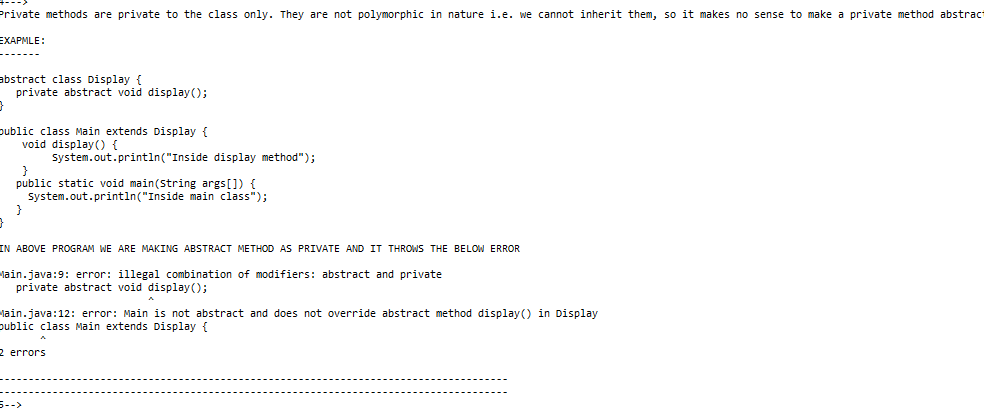 4--->
Private methods are private to the class only. They are not polymorphic in nature i.e. we cannot inherit them, so it makes no sense to make a private method abstract
EXAPMLE:
-------
abstract class Display {
   private abstract void display();
}
public class Main extends Display {
    void display() {
         System.out.println("Inside display method");
    }
   public static void main(String args[]) {
     System.out.println("Inside main class");
   }
}
IN ABOVE PROGRAM WE ARE MAKING ABSTRACT METHOD AS PRIVATE AND IT THROWS THE BELOW ERROR
Main.java:9: error: illegal combination of modifiers: abstract and private
   private abstract void display();
                         ^
Main.java:12: error: Main is not abstract and does not override abstract method display() in Display
public class Main extends Display {
       ^
2 errors
-------------------------------------------------------------------------------------
-------------------------------------------------------------------------------------
5-->